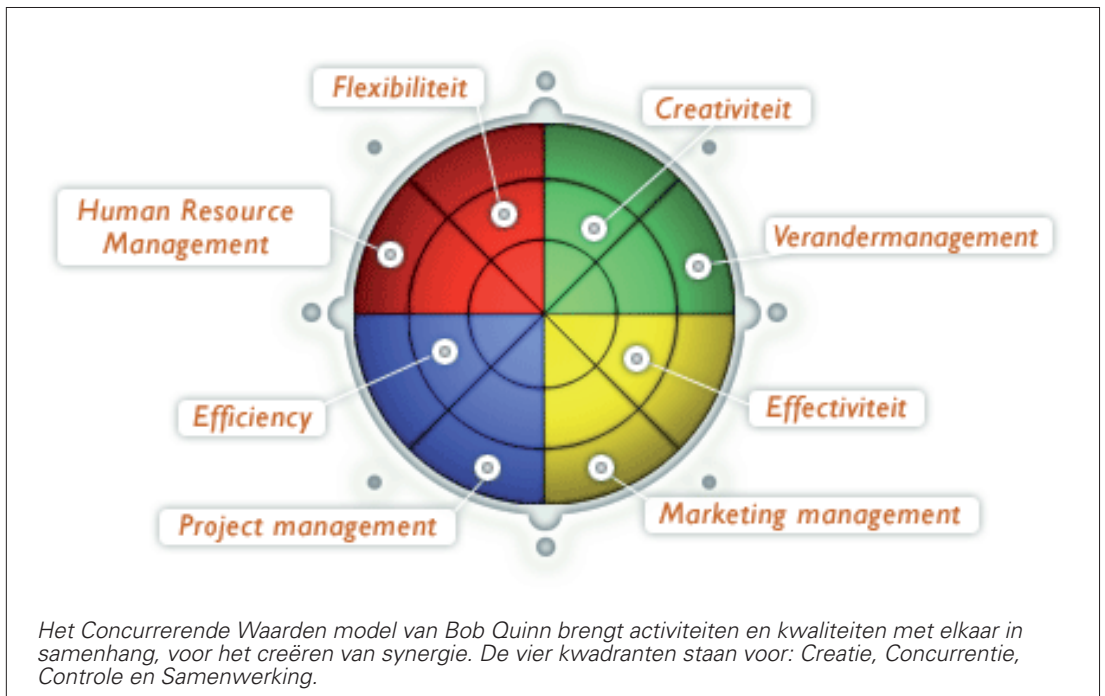 Flexibiliteit
Creativiteit
Human Resource
Management
Verandermanagement
Efficiency
Effectiviteit
Project management
Marketing management
Het Concurrerende Waarden model van Bob Quinn brengt activiteiten en kwaliteiten met elkaar in
samenhang, voor het creëren van synergie. De vier kwadranten staan voor: Creatie, Concurrentie,
Controle en Samenwerking.